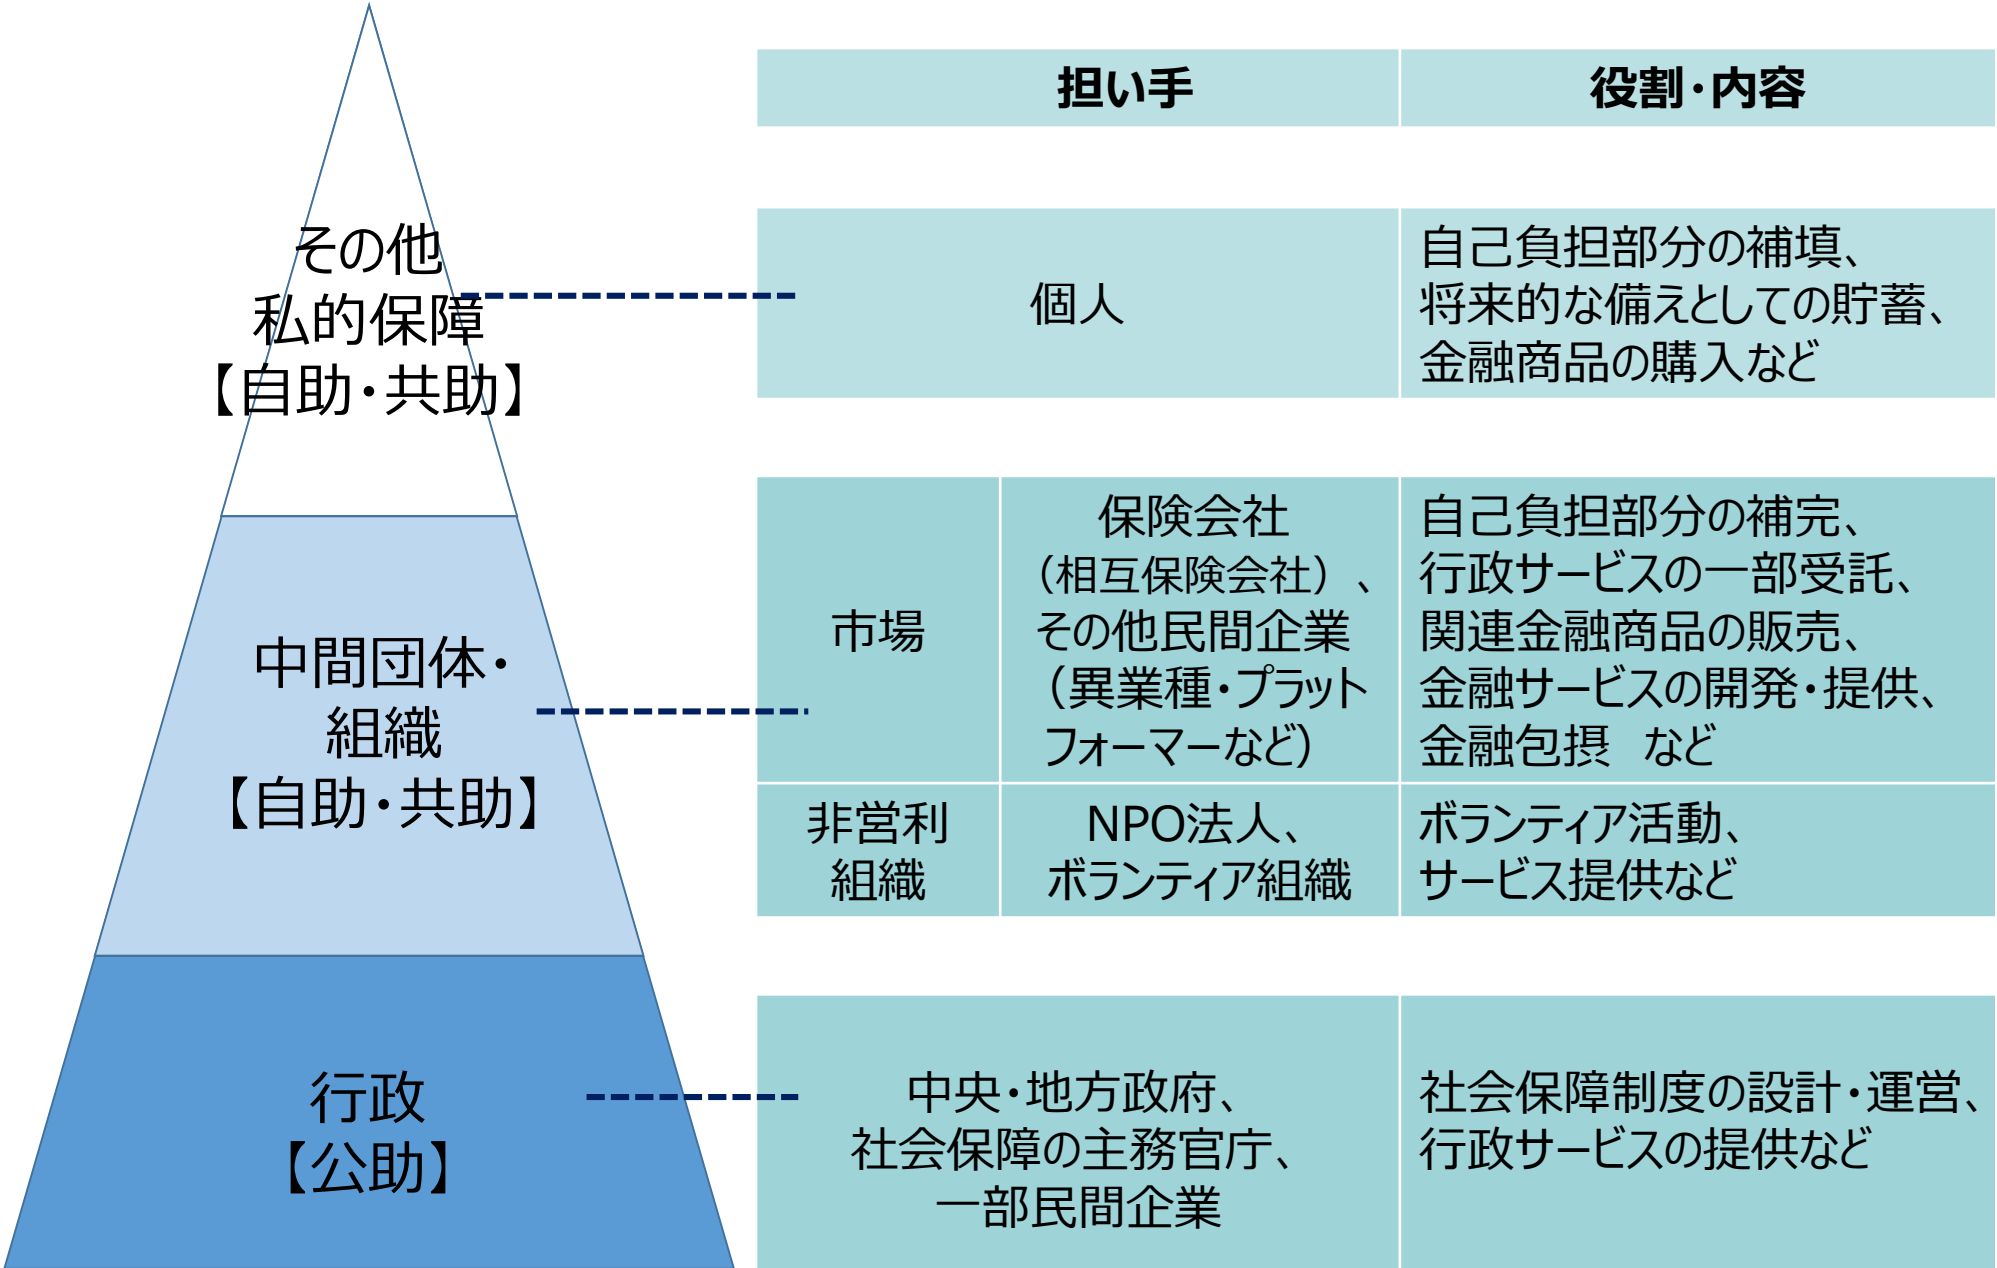 担い手
役割・内容
その他
私的保障
【自助・共助】
個人
自己負担部分の補填、
将来的な備えとしての貯蓄、
金融商品の購入など
中間団体・
組織
【自助・共助】
市場
保険会社
（相互保険会社）、
その他民間企業
（異業種・プラット
フォーマーなど）
自己負担部分の補完、
行政サービスの一部受託、
関連金融商品の販売、
金融サービスの開発・提供、
金融包摂　など
非営利
組織
NPO法人、
ボランティア組織
ボランティア活動、
サービス提供など
行政
【公助】
中央・地方政府、
社会保障の主務官庁、
一部民間企業
社会保障制度の設計・運営、
行政サービスの提供など